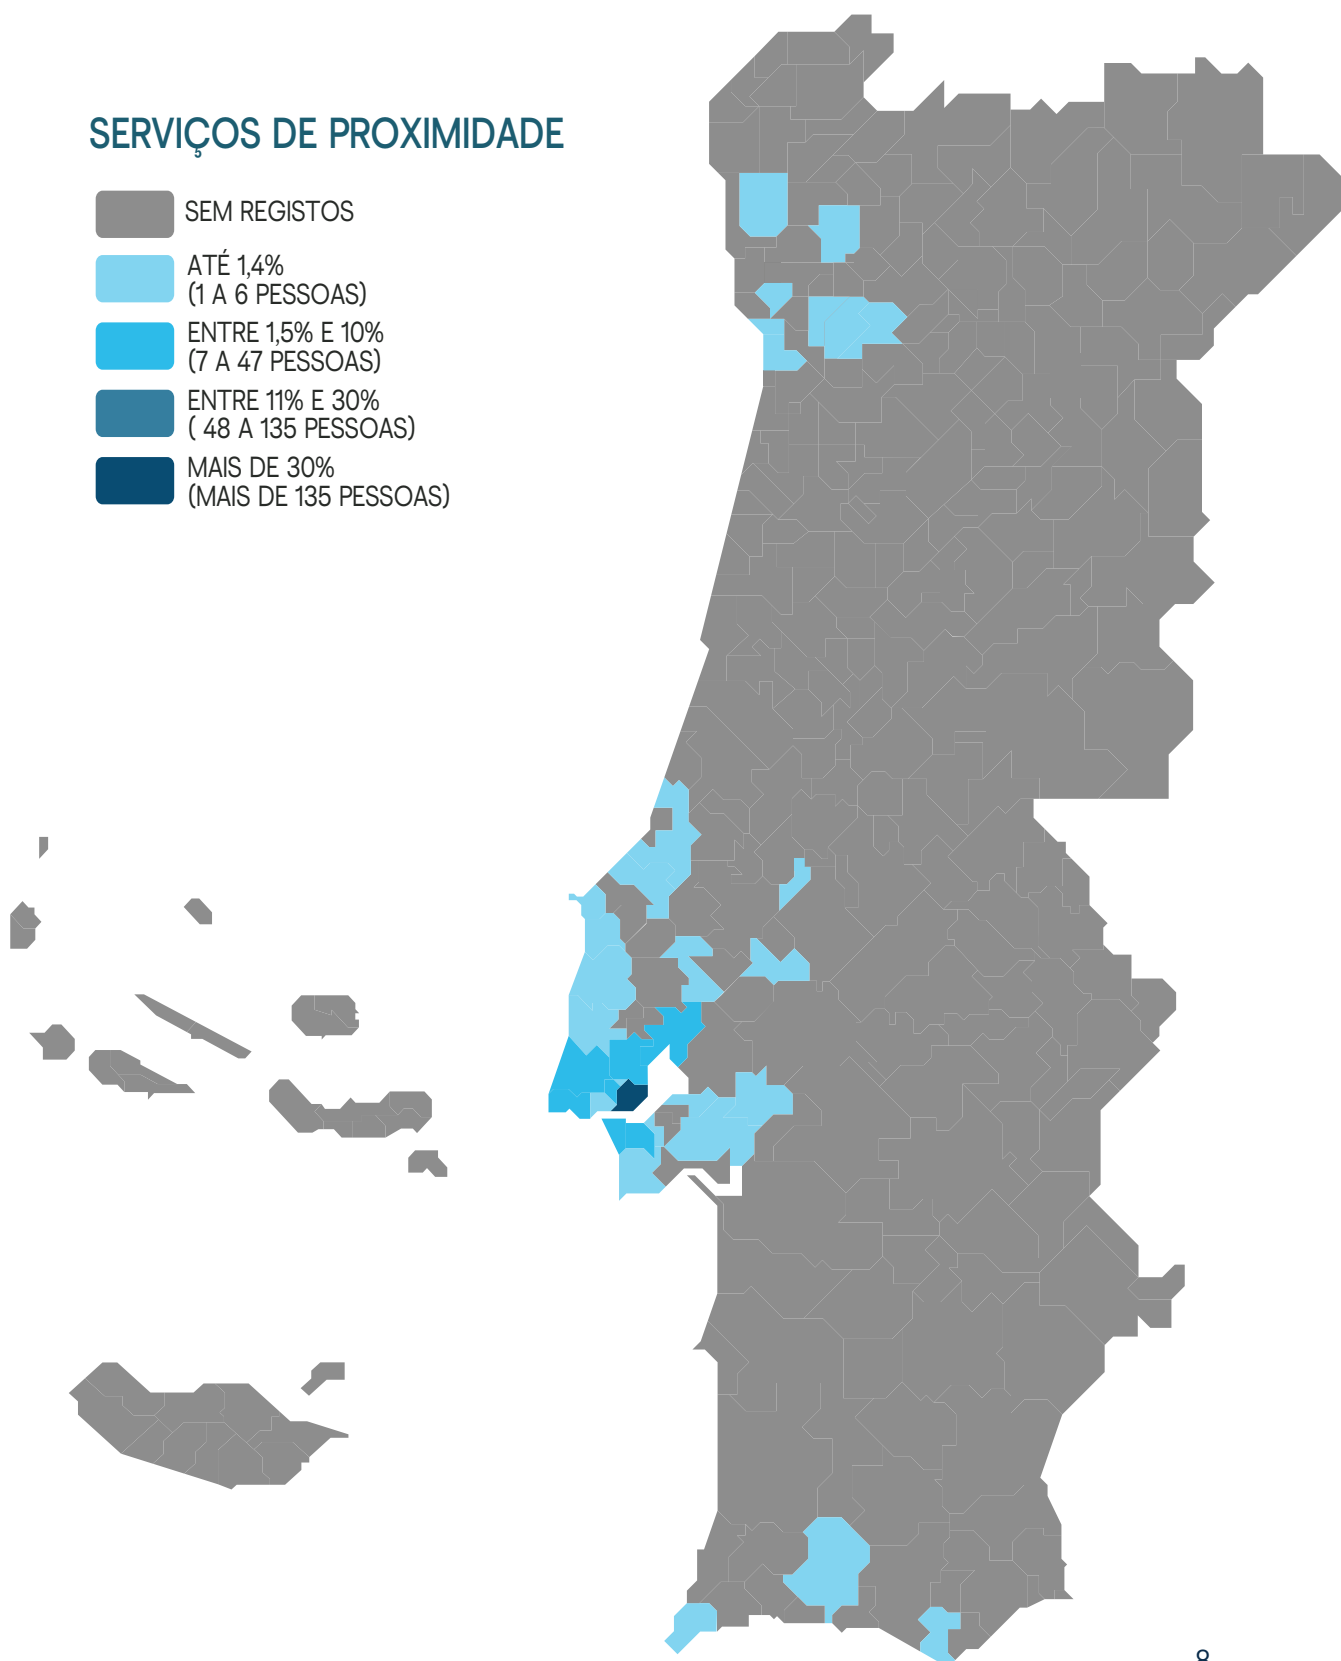 SERVIÇOS DE PROXIMIDADE
SEM REGISTOS
ATÉ 1,4%
(1 A 6 PESSOAS)
ENTRE 1,5% E 10%
(7 A 47 PESSOAS)
ENTRE 11% E 30%
( 48 A 135 PESSOAS)
MAIS DE 30%
(MAIS DE 135 PESSOAS)